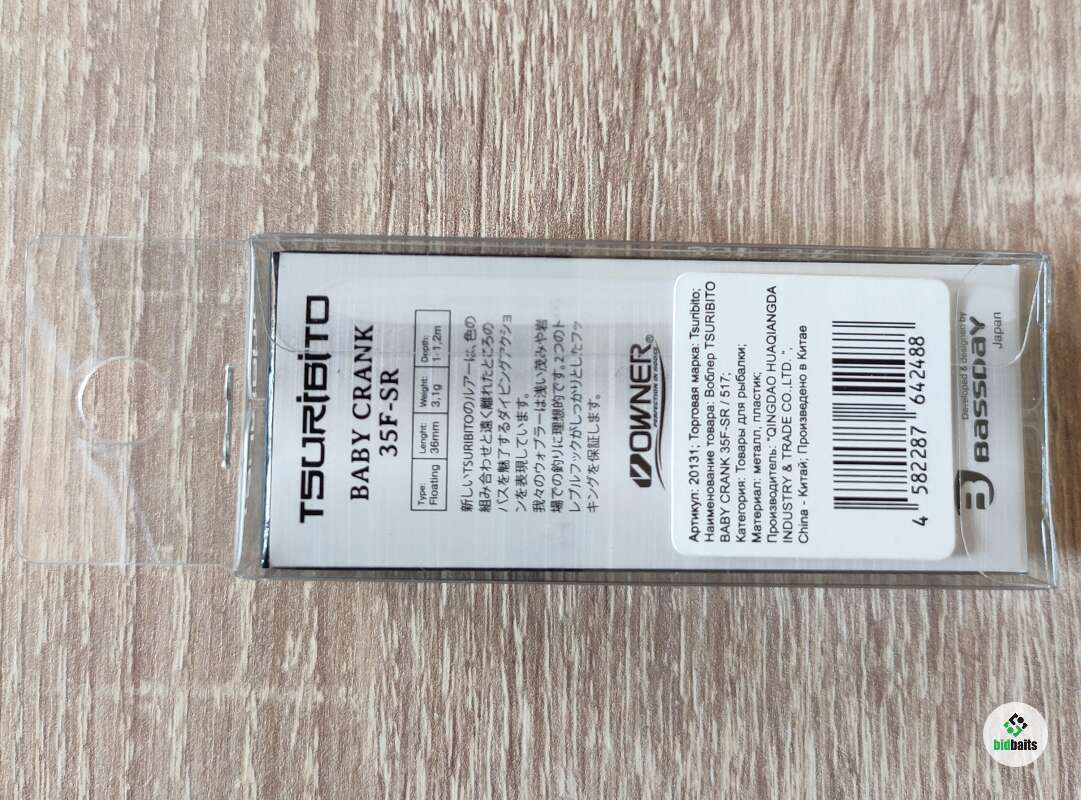 TSURIBITO
BABY CRANK
35F-SR
Type: Lenght: Weight: Depth:
Floating 36mm 3,1g 1-1,2m
新しいTSURIBITOのルアーは、色の
組み合わせと遠く離れたところの
バスを魅了するダイビングアクショ
ンを表現しています。
我々のウォブラーは浅い茂みや岩
場での釣りに理想的です。2つのト
レブルフックがしっかりとしたフッ
キングを保証します。
OWNER®
PERFECTION IN HOOKS
Артикул: 20131; Торговая марка: Tsuribito;
Наименование товара: Воблер TSURIBITO
BABY CRANK 35F-SR / 517;
Категория: Товары для рыбалки;
Материал: металл, пластик;
Производитель: "QINGDAO HUAQIANGDA
INDUSTRY & TRADE CO.,LTD. ",
China - Китай; Произведено в Китае
4 582287 642488
Developed & designed by
BASSDAY
Japan
bidbaits